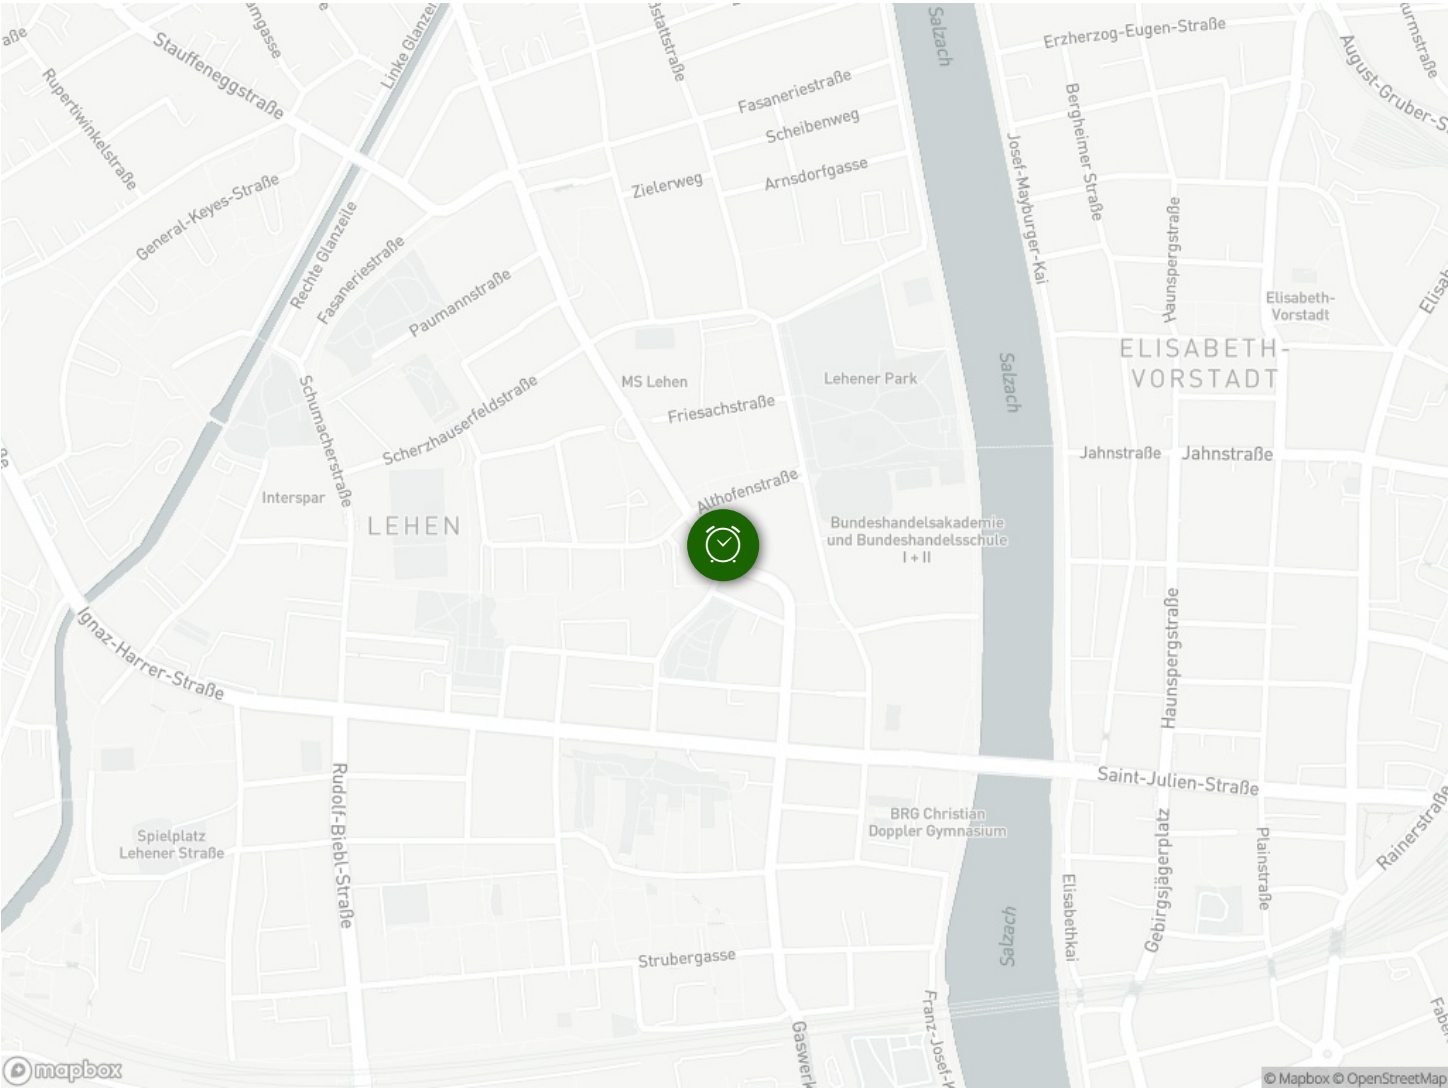 Salzach
Erzherzog-Eugen-Straße
August-Gruber-S
Stauffeneggstraße
Linke Glanzeile
Rupertiwinkelstraße
Fasaneriestraße
Scheibenweg
Bergheimer Straße
Josef-Mayburger-Kai
Zielerweg
Arnsdorfgasse
General-Keyes-Straße
Rechte Glanzeile
Fasaneriestraße
Haunspergstraße
Paumannstraße
Elisabeth-
Vorstadt
ELISABETH-
VORSTADT
MS Lehen
Lehener Park
Salzach
Schumacherstraße
Scherzhauserfeldstraße
Friesachstraße
Jahnstraße
Jahnstraße
Interspar
Althofenstraße
LEHEN
Bundeshandelsakademie
und Bundeshandelsschule
I + II
Ignaz-Harrer-Straße
Haunspergstraße
Saint-Julien-Straße
Rudolf-Biebl-Straße
BRG Christian
Doppler Gymnasium
Spielplatz
Lehener Straße
Gebirgsjägerplatz
Plainstraße
Rainerstraße
Elisabethkai
Salzach
Strubergasse
Franz-Josef-K
Gaswerk
mapbox
© Mapbox © OpenStreetMap